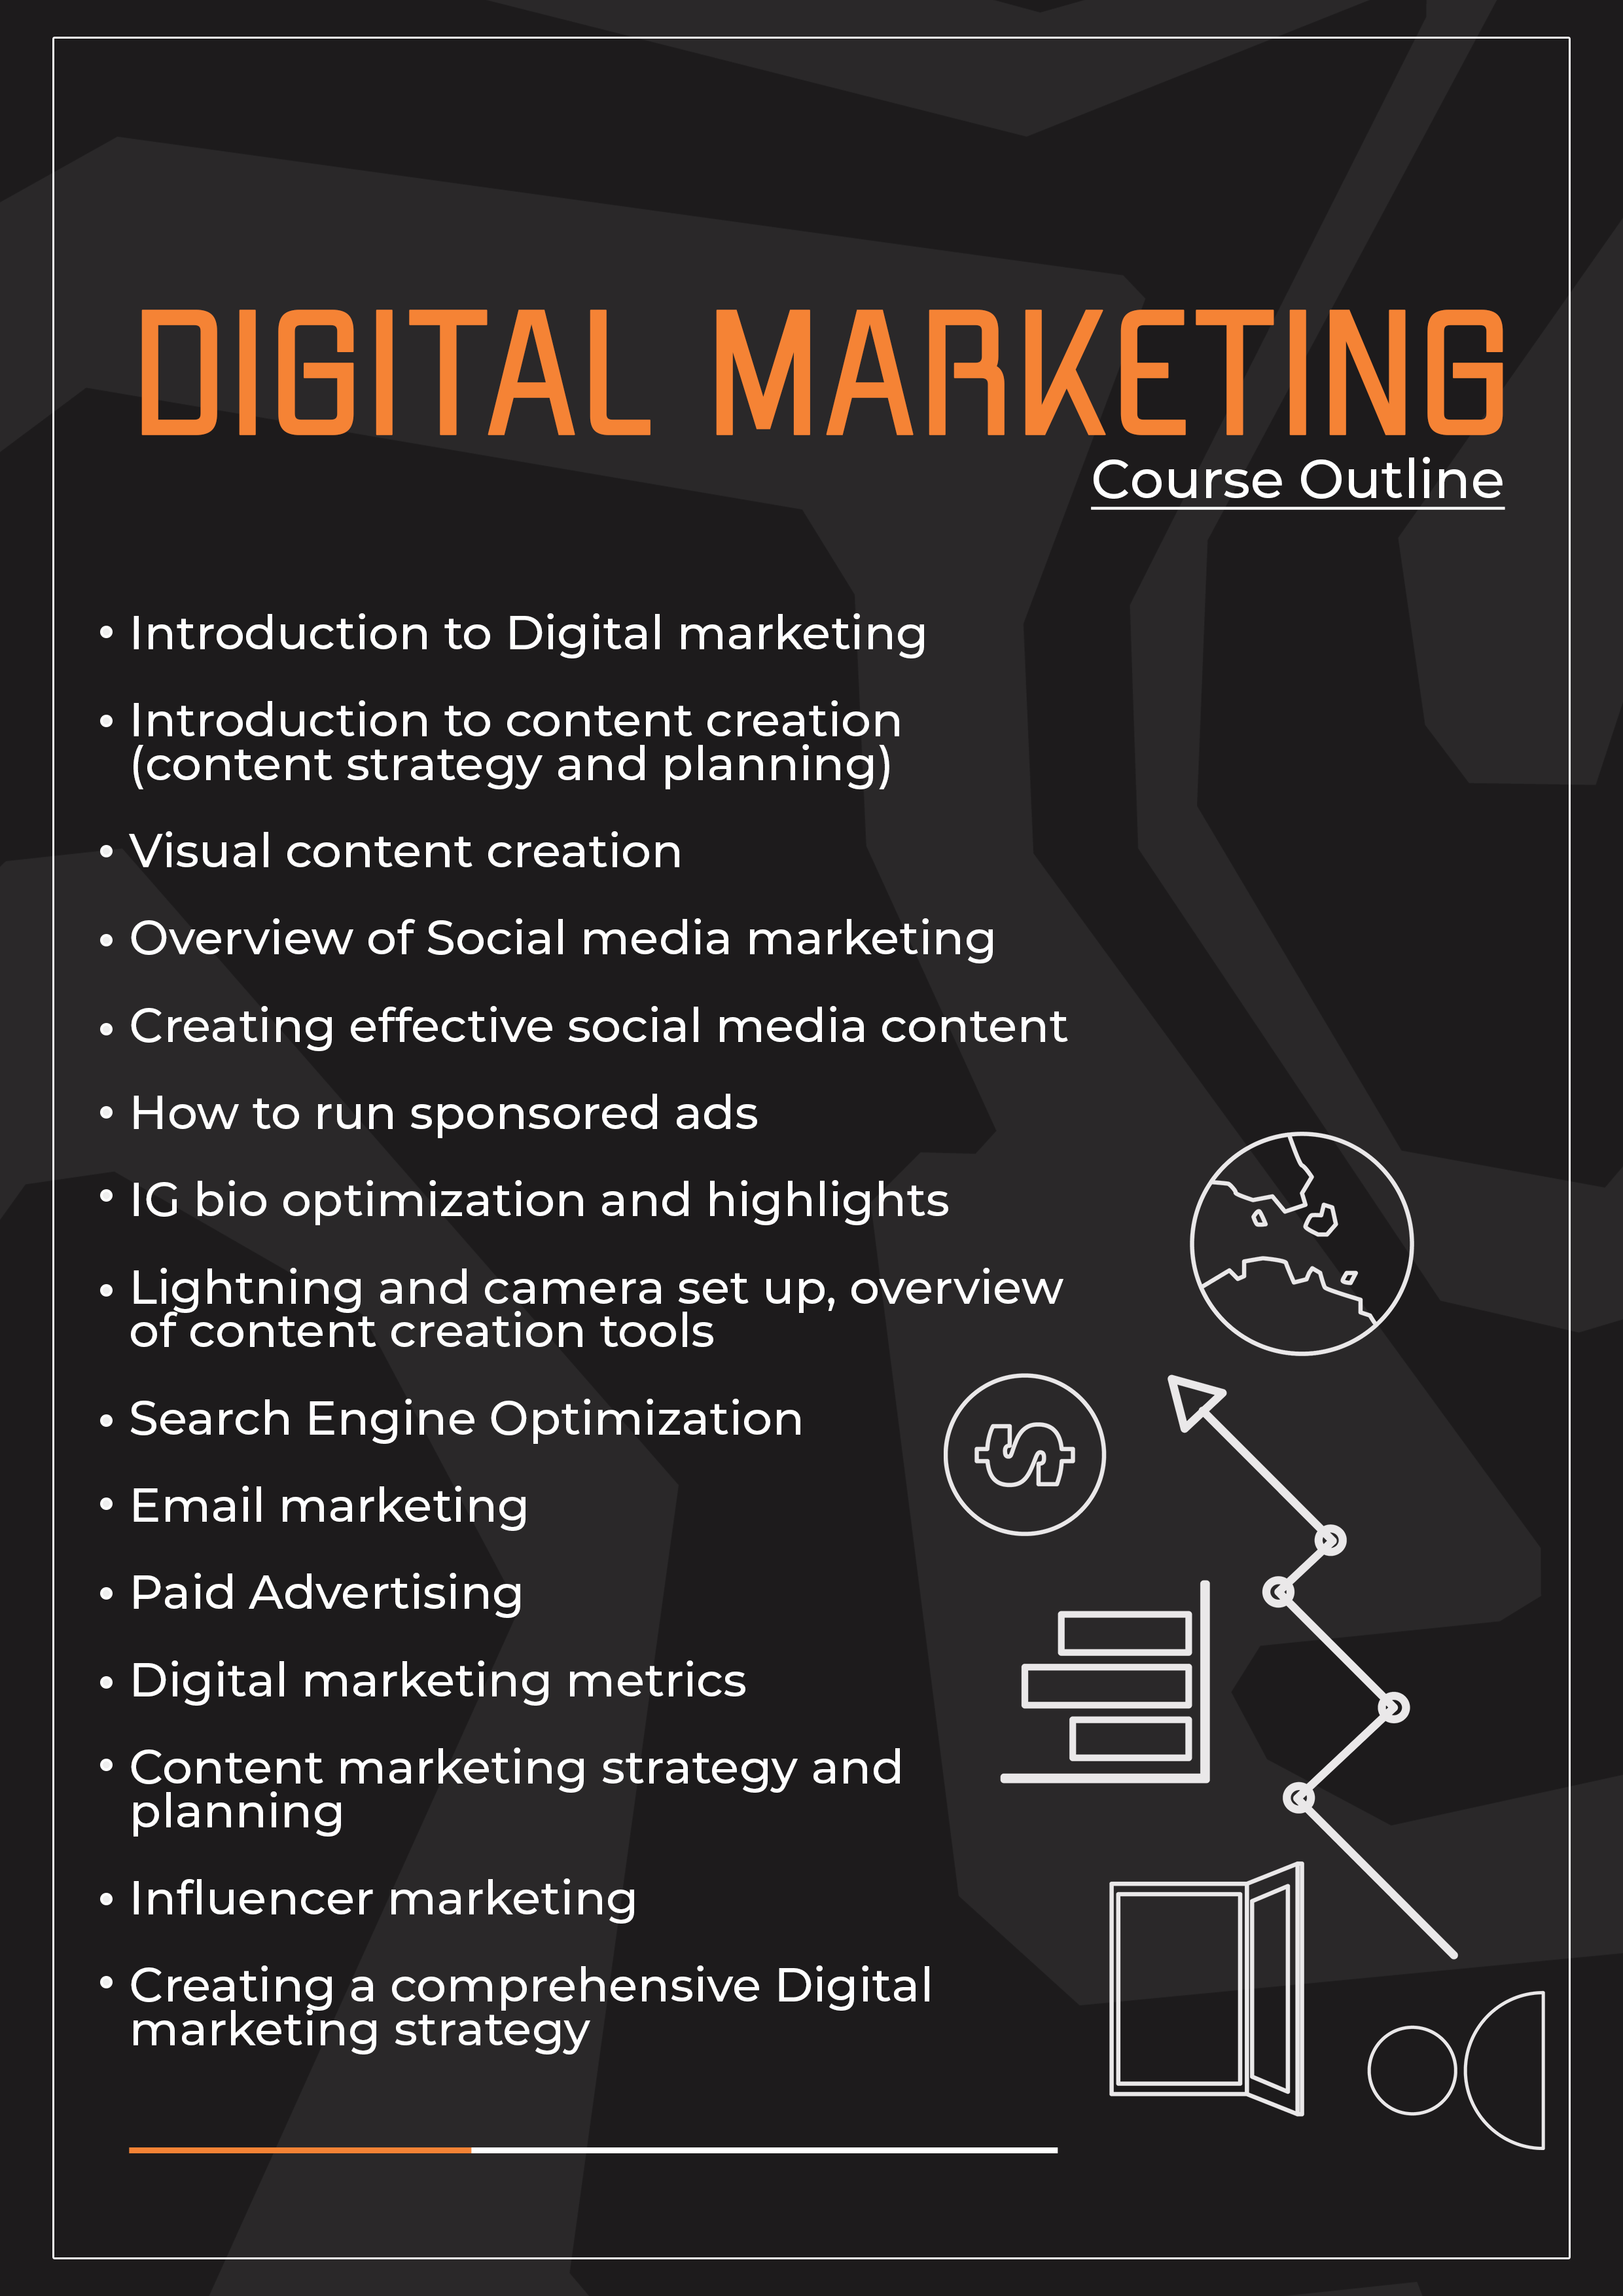 DIGITAL MARKETING
Course Outline
• Introduction to Digital marketing
• Introduction to content creation
(content strategy and planning)
• Visual content creation
• Overview of Social media marketing
• Creating effective social media content
• How to run sponsored ads
• IG bio optimization and highlights
• Lightning and camera set up, overview
of content creation tools
• Search Engine Optimization
• Email marketing
• Paid Advertising
• Digital marketing metrics
• Content marketing strategy and
planning
• Influencer marketing
• Creating a comprehensive Digital
marketing strategy
$